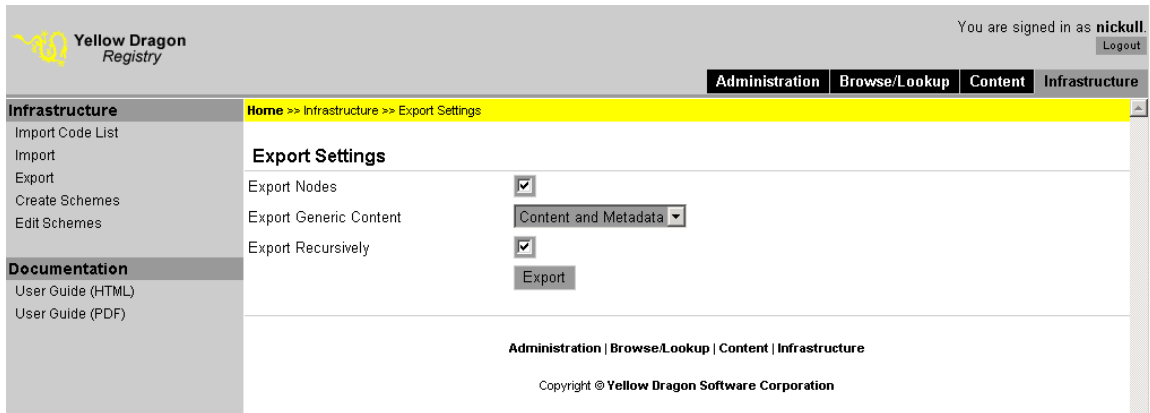 Yellow Dragon
Registry
You are signed in as nickull.
Logout
Administration Browse/Lookup Content Infrastructure
Infrastructure
Import Code List
Import
Export
Create Schemes
Edit Schemes
Documentation
User Guide (HTML)
User Guide (PDF)
Home >> Infrastructure >> Export Settings
Export Settings
Export Nodes
Export Generic Content Content and Metadata
Export Recursively
Export
Administration | Browse/Lookup | Content | Infrastructure
Copyright © Yellow Dragon Software Corporation